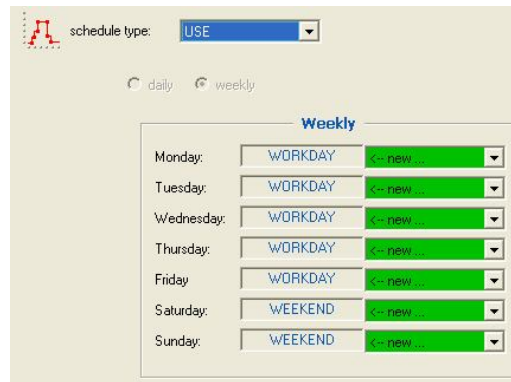 schedule type: USE
daily weekly
Weekly
Monday: WORKDAY <-- new ...
Tuesday: WORKDAY <-- new ...
Wednesday: WORKDAY <-- new ...
Thursday: WORKDAY <-- new ...
Friday WORKDAY <-- new ...
Saturday: WEEKEND <-- new ...
Sunday: WEEKEND <-- new ...